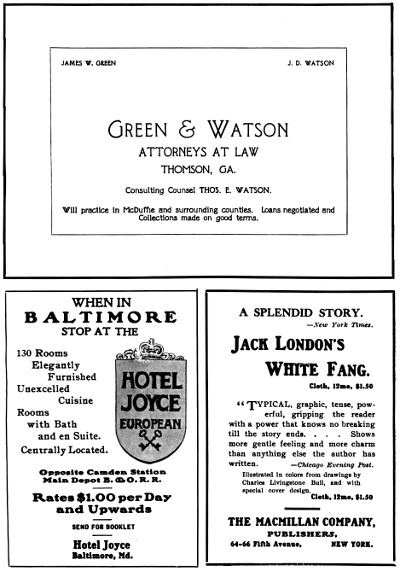 JAMES W. GREEN
J. D. WATSON
GREEN & WATSON
ATTORNEYS AT LAW
THOMSON, GA.
Consulting Counsel THOS. E. WATSON.
Will practice in McDuffie and surrounding counties. Loans negotiated and
Collections made on good terms.
WHEN IN
BALTIMORE
STOP AT THE
130 Rooms
Elegantly
Furnished
Unexcelled
Cuisine
Rooms
with Bath
and en Suite.
Centrally Located.
HOTEL
JOYCE
EUROPEAN
Opposite Camden Station
Main Depot B. & O. R. R.
Rates $1.00 per Day
and Upwards
SEND FOR BOOKLET
Hotel Joyce
Baltimore, Md.
A SPLENDID STORY.
—New York Times.
JACK LONDON'S
WHITE FANG.
Cloth, 12mo, $1.50
"TYPICAL, graphic, tense, pow-
erful, gripping the reader
with a power that knows no breaking
till the story ends. . . . Shows
more gentle feeling and more charm
than anything else the author has
written. —Chicago Evening Post.
Illustrated in colors from drawings by
Charles Livingstone Bull, and with
special cover design.
Cloth, 12mo, $1.50
THE MACMILLAN COMPANY,
PUBLISHERS,
64-66 Fifth Avenue, NEW YORK.